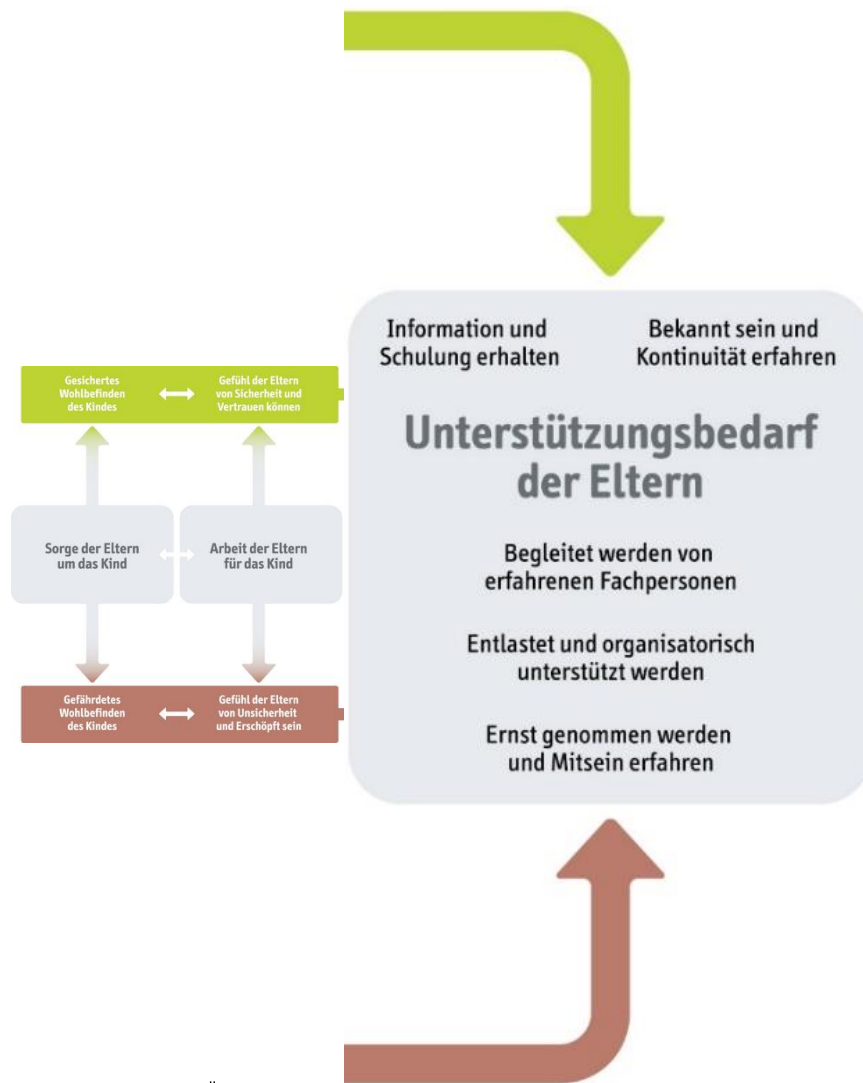 Information und
Schulung erhalten
Bekannt sein und
Kontinuität erfahren
Gesichertes
Wohlbefinden
des Kindes
Gefühl der Eltern
von Sicherheit und
Vertrauen können
Unterstützungsbedarf
der Eltern
Sorge der Eltern
um das Kind
Arbeit der Eltern
für das Kind
Begleitet werden von
erfahrenen Fachpersonen
Entlastet und organisatorisch
unterstützt werden
Gefährdetes
Wohlbefinden
des Kindes
Gefühl der Eltern
von Unsicherheit
und Erschöpft sein
Ernst genommen werden
und Mitsein erfahren